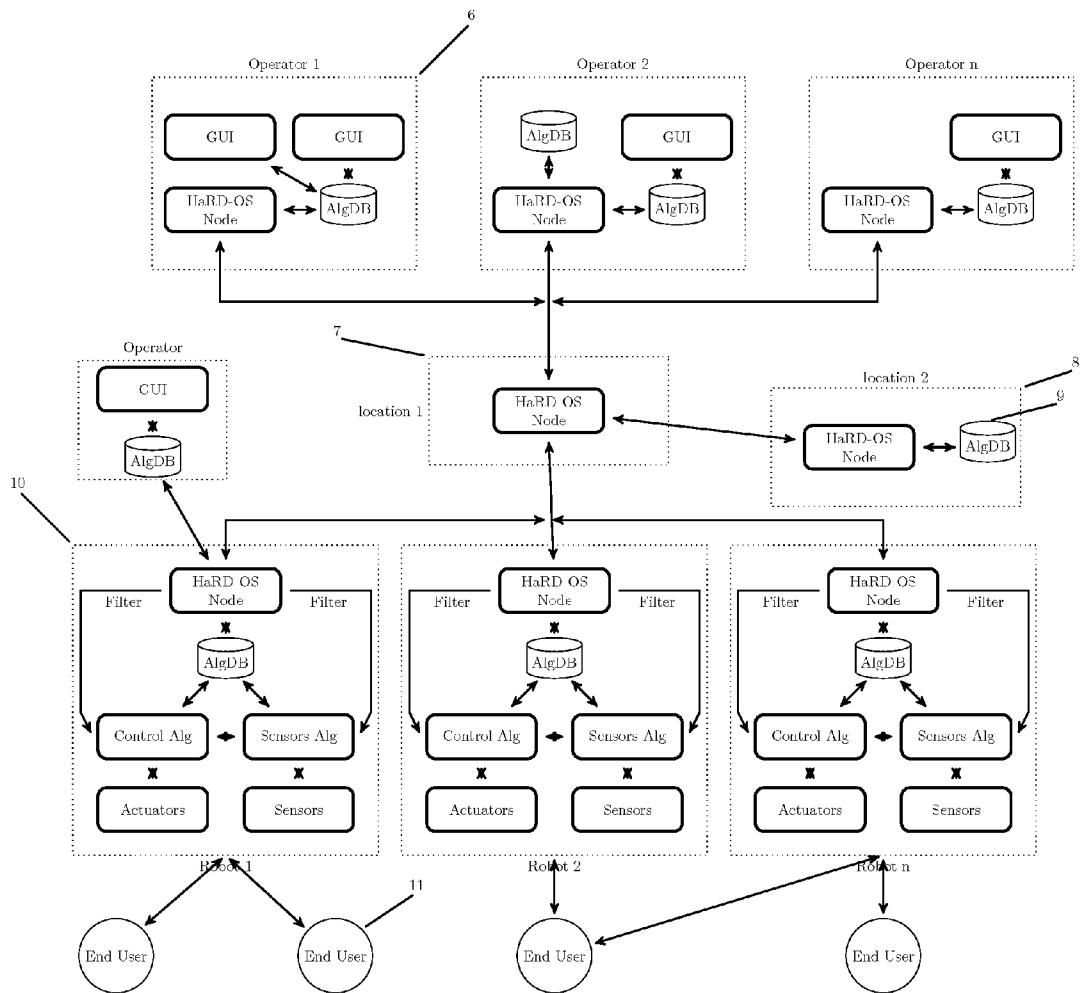 6
Operator 1
Operator 2
Operator n
GUI
GUI
AlgDB
GUI
GUI
HaRD-OS
Node
AlgDB
HaRD-OS
Node
AlgDB
HaRD-OS
Node
AlgDB
7
Operator
GUI
AlgDB
location 1
HaRD OS
Node
location 2
8
9
HaRD-OS
Node
AlgDB
10
HaRD OS
Node
Filter
Filter
AlgDB
Control Alg
Sensors Alg
Actuators
Sensors
Robot 1
HaRD OS
Node
Filter
Filter
AlgDB
Control Alg
Sensors Alg
Actuators
Sensors
Robot 2
HaRD OS
Node
Filter
Filter
AlgDB
Control Alg
Sensors Alg
Actuators
Sensors
Robot n
11
End User
End User
End User
End User